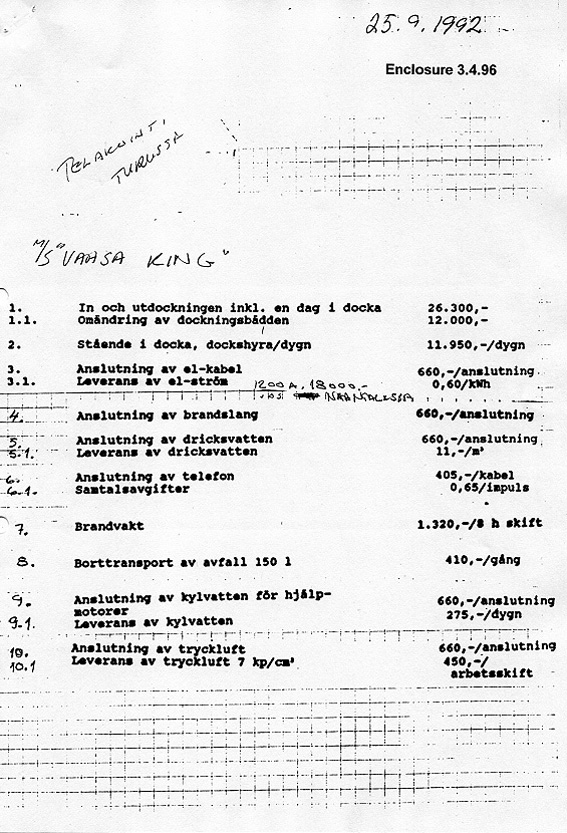 25.9.1992
Enclosure 3.4.96
TELAKOINTI,
TURUSSA
M/S "VAASA KING"
1. In och utdockningen inkl. en dag i docka 26.300,-
1.1. Omändring av dockningsbädden 12.000,-
2. Stående i docka, dockshyra/dygn 11.950,-/dygn
3. Anslutning av el-kabel 660,-/anslutning
3.1. Leverans av el-ström 0,60/kWh
1200 A. 18000.-
NAANTALISSA
4. Anslutning av brandslang 660,-/anslutning
5. Anslutning av dricksvatten 660,-/anslutning
5.1. Leverans av dricksvatten 11,-/m³
6. Anslutning av telefon 405,-/kabel
6.1. Samtalsavgifter 0,65/impuls
7. Brandvakt 1.320,-/8 h skift
8. Borttransport av avfall 150 l 410,-/gång
9. Anslutning av kylvatten för hjälp-
motorer 660,-/anslutning
9.1. Leverans av kylvatten 275,-/dygn
10. Anslutning av tryckluft 660,-/anslutning
10.1 Leverans av tryckluft 7 kp/cm² 450,-/
arbetsskift